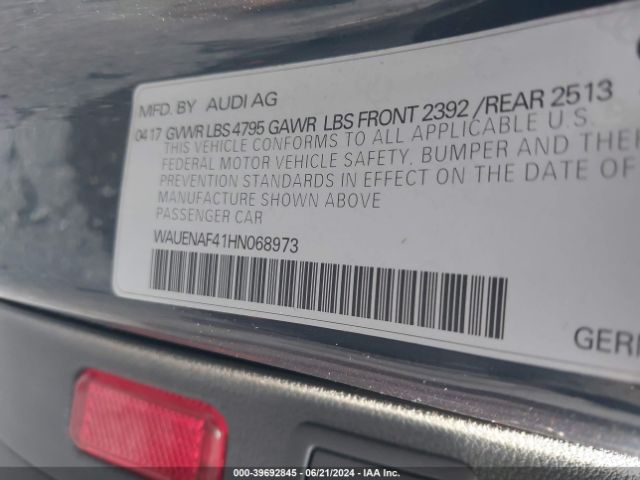 MFD. BY AUDI AG
04 17 GVWR LBS 4795 GAWR LBS FRONT 2392 /REAR 2513
THIS VEHICLE CONFORMS TO ALL APPLICABLE U.S.
FEDERAL MOTOR VEHICLE SAFETY, BUMPER AND
PREVENTION STANDARDS IN EFFECT ON THE DATE OF
MANUFACTURE SHOWN ABOVE
PASSENGER CAR
WAUENAF41HN068973
000-39692845 / 06/21/2024 - IAA Inc.